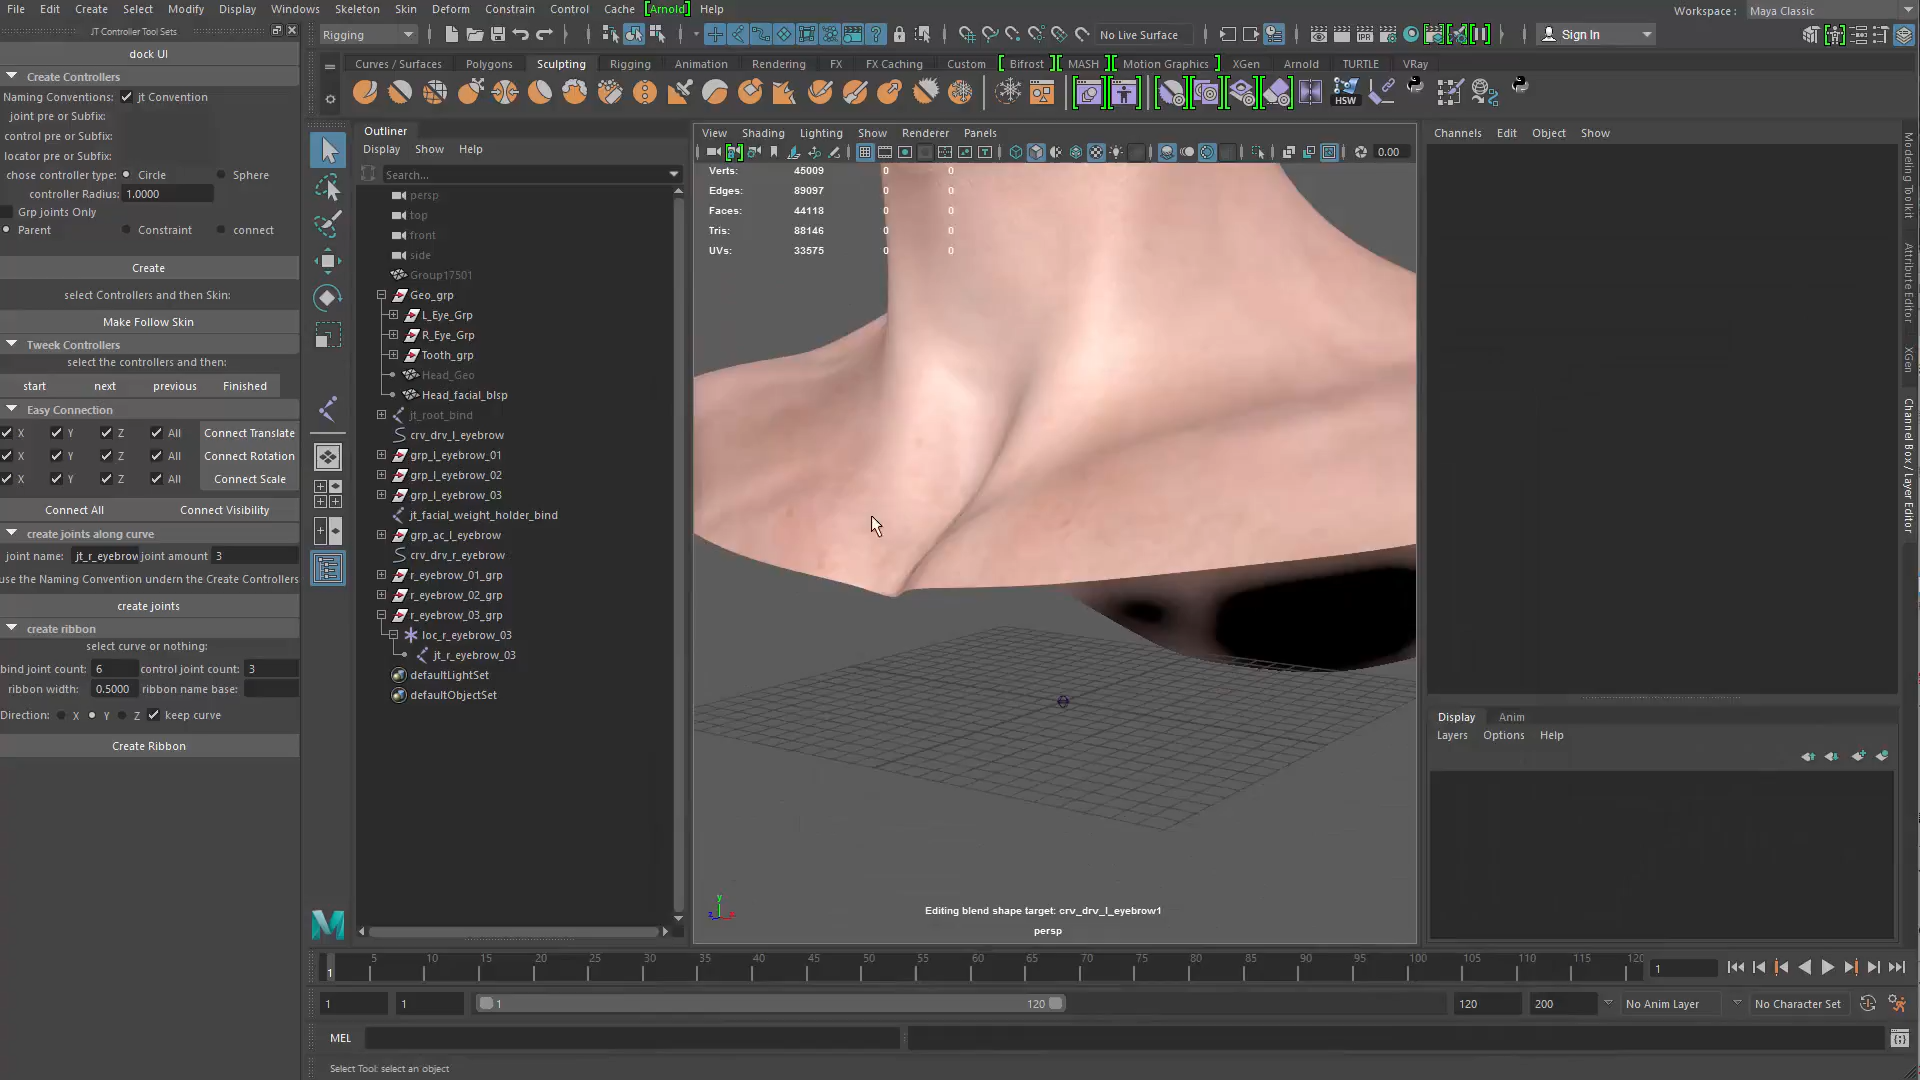 File Edit Create Select Modify Display Windows Skeleton Skin Deform Constrain Control Cache [Arnold] Help
Workspace : Maya Classic
JT Controller Tool Sets
Rigging
No Live Surface
Sign In
dock UI
Curves / Surfaces Polygons Sculpting Rigging Animation Rendering FX FX Caching Custom Bifrost MASH Motion Graphics XGen Arnold TURTLE VRay
HSW
Create Controllers
Naming Conventions: jt Convention
joint pre or Subfix:
control pre or Subfix:
locator pre or Subfix:
chose controller type: Circle Sphere
controller Radius: 1.0000
Grp joints Only
Parent Constraint connect
Create
select Controllers and then Skin:
Make Follow Skin
Tweek Controllers
select the controllers and then:
start next previous Finished
Easy Connection
X Y Z All Connect Translate
X Y Z All Connect Rotation
X Y Z All Connect Scale
Connect All Connect Visibility
create joints along curve
joint name: jt_r_eyebrow joint amount 3
use the Naming Convention undern the Create Controllers
create joints
create ribbon
select curve or nothing:
bind joint count: 6 control joint count: 3
ribbon width: 0.5000 ribbon name base:
Direction: X Y Z keep curve
Create Ribbon
Outliner
Display Show Help
Search...
persp
top
front
side
Group17501
Geo_grp
L_Eye_Grp
R_Eye_Grp
Tooth_grp
Head_Geo
Head_facial_blsp
jt_root_bind
crv_drv_l_eyebrow
grp_l_eyebrow_01
grp_l_eyebrow_02
grp_l_eyebrow_03
jt_facial_weight_holder_bind
grp_ac_l_eyebrow
crv_drv_r_eyebrow
r_eyebrow_01_grp
r_eyebrow_02_grp
r_eyebrow_03_grp
loc_r_eyebrow_03
jt_r_eyebrow_03
defaultLightSet
defaultObjectSet
View Shading Lighting Show Renderer Panels
0.00
Verts: 45009 0 0
Edges: 89097 0 0
Faces: 44118 0 0
Tris: 88146 0 0
UVs: 33575 0 0
Editing blend shape target: crv_drv_l_eyebrow1
persp
y
Channels Edit Object Show
Display Anim
Layers Options Help
Modeling Toolkit
Attribute Editor
XGen
Channel Box / Layer Editor
5 10 15 20 25 30 35 40 45 50 55 60 65 70 75 80 85 90 95 100 105 110 115 120
1
1
1 1 1 120 120 200 No Anim Layer No Character Set
MEL
Select Tool: select an object